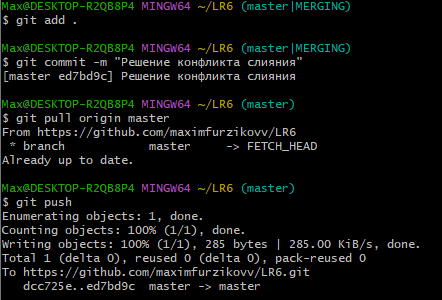 Max@DESKTOP-R2QB8P4 MINGW64 ~/LR6 (master|MERGING)
$ git add .
Max@DESKTOP-R2QB8P4 MINGW64 ~/LR6 (master|MERGING)
$ git commit -m "Решение конфликта слияния"
[master ed7bd9c] Решение конфликта слияния
Max@DESKTOP-R2QB8P4 MINGW64 ~/LR6 (master)
$ git pull origin master
From https://github.com/maximfurzikovv/LR6
 * branch            master     -> FETCH_HEAD
Already up to date.
Max@DESKTOP-R2QB8P4 MINGW64 ~/LR6 (master)
$ git push
Enumerating objects: 1, done.
Counting objects: 100% (1/1), done.
Writing objects: 100% (1/1), 285 bytes | 285.00 KiB/s, done.
Total 1 (delta 0), reused 0 (delta 0), pack-reused 0
To https://github.com/maximfurzikovv/LR6.git
   dcc725e..ed7bd9c  master -> master